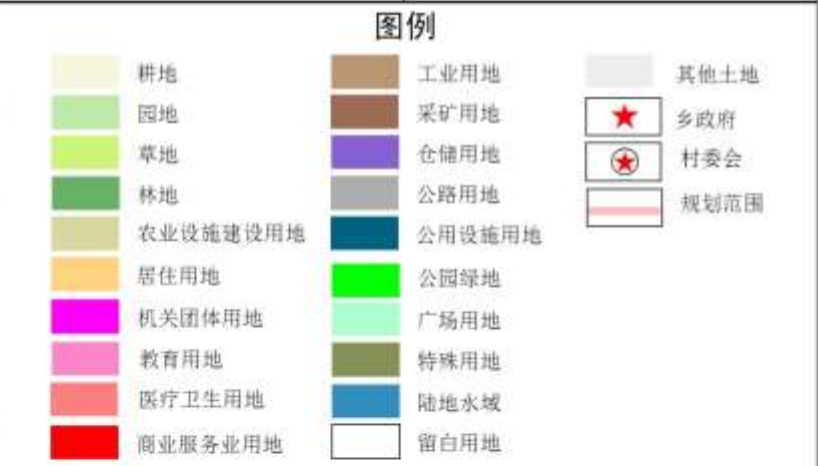 图例
耕地
园地
草地
林地
农业设施建设用地
居住用地
机关团体用地
教育用地
医疗卫生用地
商业服务业用地
工业用地
采矿用地
仓储用地
公路用地
公用设施用地
公园绿地
广场用地
特殊用地
陆地水域
留白用地
其他土地
乡政府
村委会
规划范围